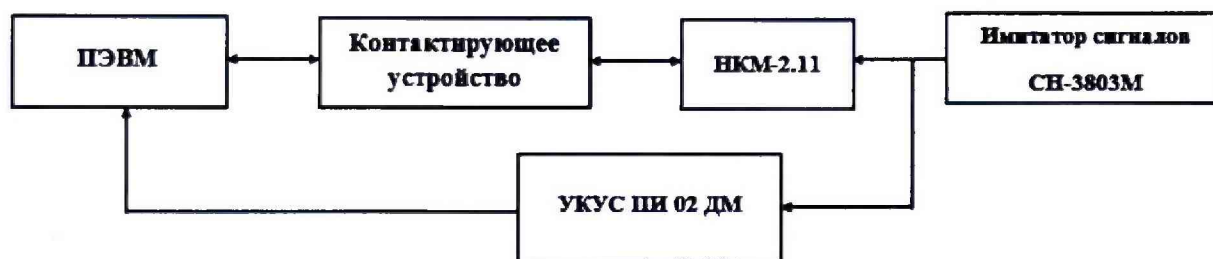 ПЭВМ
Контактирующее
устройство
НКМ-2.11
Имитатор сигналов
СН-3803М
УКУС ПИ 02 ДМ